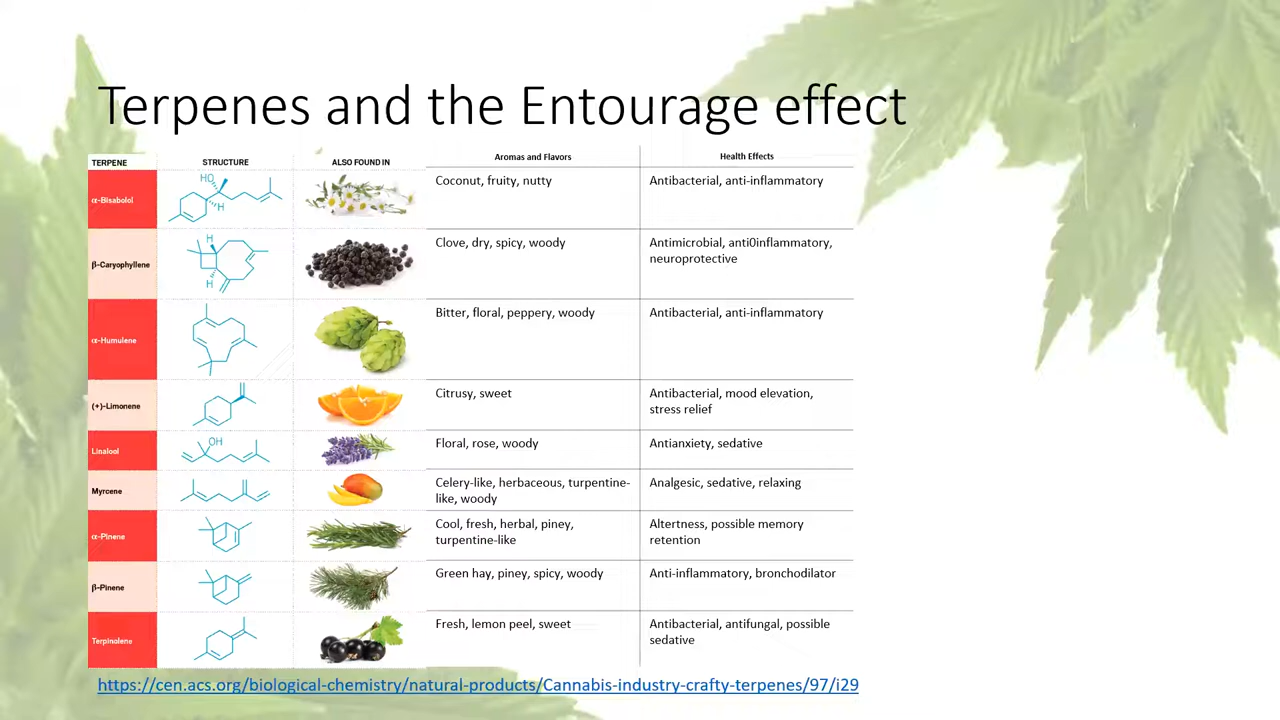 Terpenes and the Entourage effect
TERPENE STRUCTURE ALSO FOUND IN Aromas and Flavors Health Effects
α-Bisabolol HO H Coconut, fruity, nutty Antibacterial, anti-inflammatory
β-Caryophyllene H H Clove, dry, spicy, woody Antimicrobial, anti0inflammatory,
neuroprotective
α-Humulene Bitter, floral, peppery, woody Antibacterial, anti-inflammatory
(+)-Limonene Citrusy, sweet Antibacterial, mood elevation,
stress relief
Linalool OH Floral, rose, woody Antianxiety, sedative
Myrcene Celery-like, herbaceous, turpentine- Analgesic, sedative, relaxing
like, woody
α-Pinene Cool, fresh, herbal, piney, Altertness, possible memory
turpentine-like retention
β-Pinene Green hay, piney, spicy, woody Anti-inflammatory, bronchodilator
Terpinolene Fresh, lemon peel, sweet Antibacterial, antifungal, possible
sedative
https://cen.acs.org/biological-chemistry/natural-products/Cannabis-industry-crafty-terpenes/97/i29